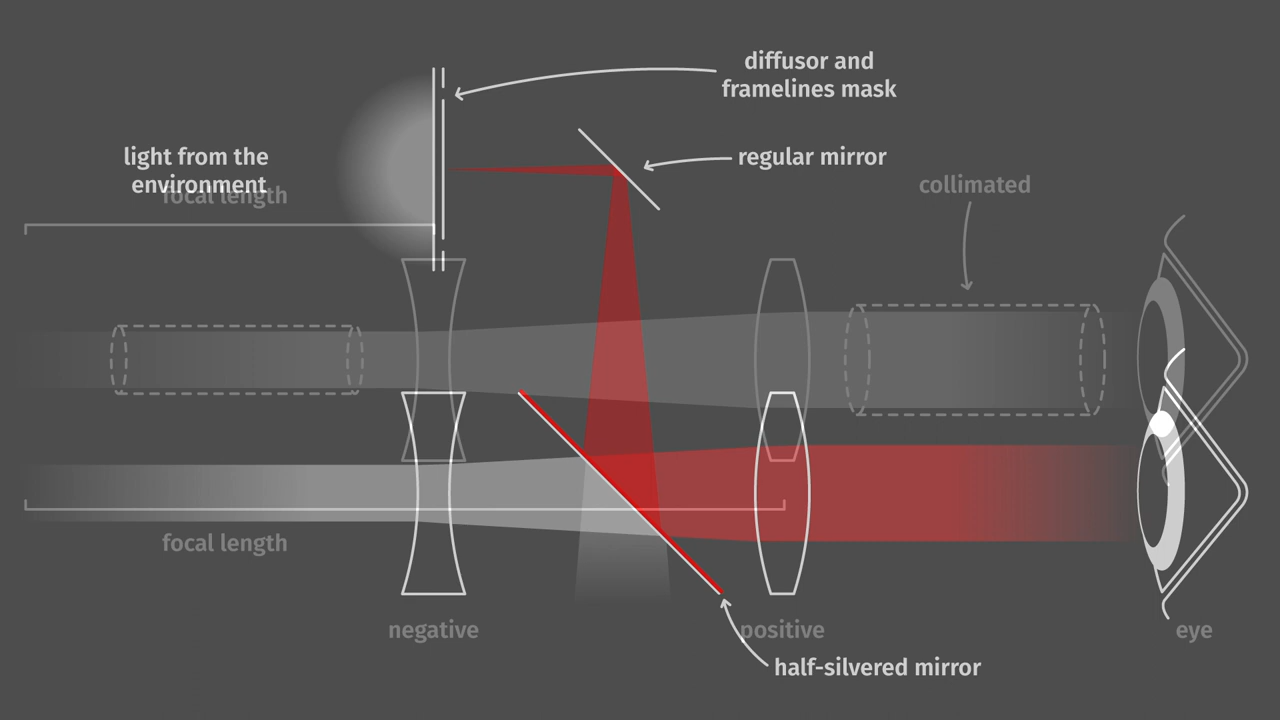 diffusor and
framelines mask
light from the
environment
focal length
regular mirror
collimated
focal length
negative
positive
eye
half-silvered mirror